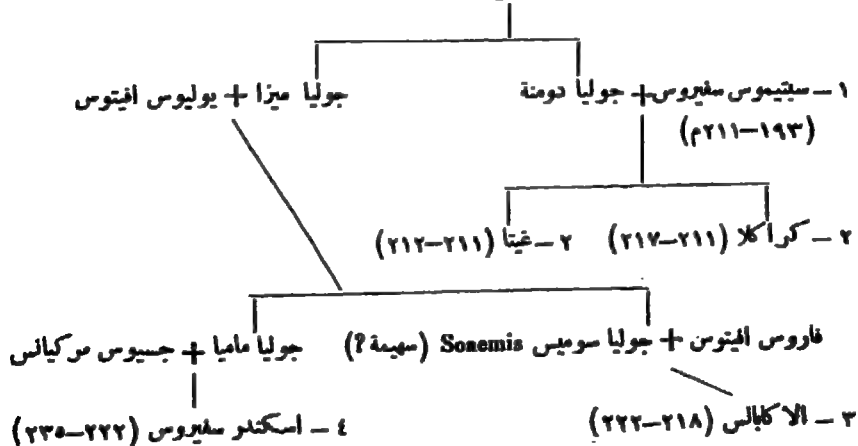 ١ – سبتيموس سفيروس + جوليا دومنة جوليا ميزا + يوليوس افيتوس
(١٩٣–٢١١م)
٢ – كراكلا (٢١١–٢١٧) ٢ – غيتا (٢١١–٢١٢)
فاروس افيتوس + جوليا سوميس Soaemis (سهيمة؟) جوليا ماميا + جسيوس مركيانس
٣ – الاكابالس (٢١٨–٢٢٢) ٤ – اسكندر سفيروس (٢٢٢–٢٣٥)